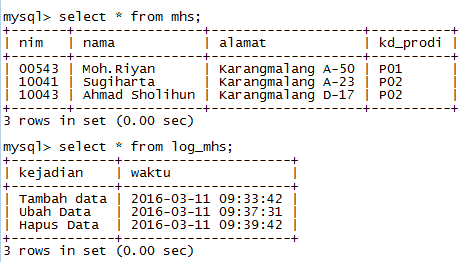 mysql> select * from mhs;
+-------+----------------+-------------------+----------+
| nim | nama | alamat | kd_prodi |
+-------+----------------+-------------------+----------+
| 00543 | Moh.Riyan | Karangmalang A-50 | P01 |
| 10041 | Sugiharta | Karangmalang A-23 | P02 |
| 10043 | Ahmad Sholihun | Karangmalang D-17 | P02 |
+-------+----------------+-------------------+----------+
3 rows in set (0.00 sec)
mysql> select * from log_mhs;
+-------------+---------------------+
| kejadian | waktu |
+-------------+---------------------+
| Tambah data | 2016-03-11 09:33:42 |
| Ubah Data | 2016-03-11 09:37:31 |
| Hapus Data | 2016-03-11 09:39:42 |
+-------------+---------------------+
3 rows in set (0.00 sec)